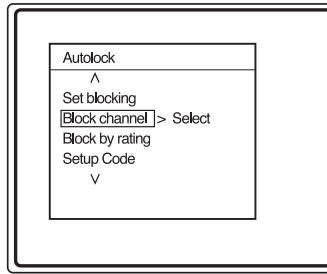 Autolock
Set blocking
Block channel > Select
Block by rating
Setup Code